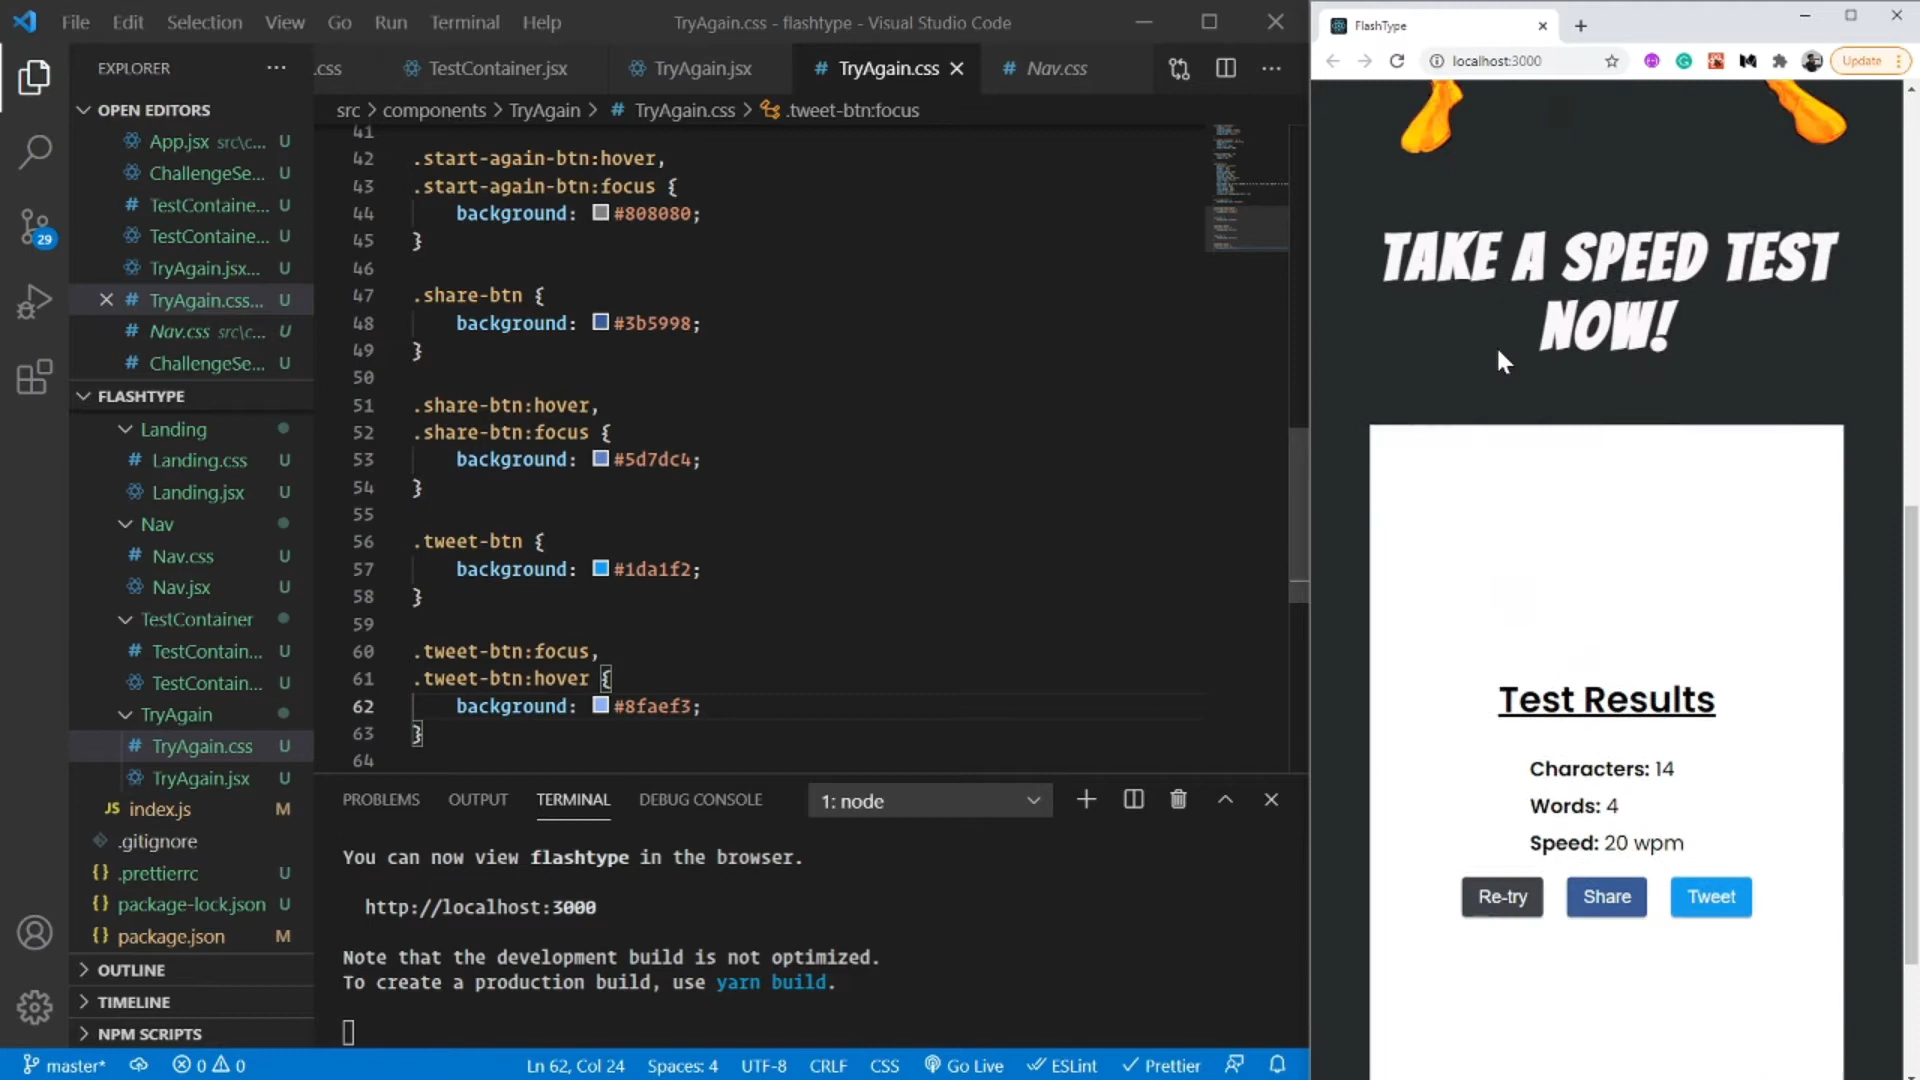 File Edit Selection View Go Run Terminal Help
TryAgain.css - flashtype - Visual Studio Code
EXPLORER
OPEN EDITORS
App.jsx src\c... U
ChallengeSe... U
TestContaine... U
TestContaine... U
TryAgain.jsx... U
TryAgain.css... U
Nav.css src\c... U
ChallengeSe... U
FLASHTYPE
Landing
Landing.css U
Landing.jsx U
Nav
Nav.css U
Nav.jsx U
TestContainer
TestContain... U
TestContain... U
TryAgain
TryAgain.css U
TryAgain.jsx U
JS index.js M
.gitignore
{} .prettierrc U
{} package-lock.json U
{} package.json M
OUTLINE
TIMELINE
NPM SCRIPTS
29
.css TestContainer.jsx TryAgain.jsx # TryAgain.css # Nav.css
src > components > TryAgain > # TryAgain.css > .tweet-btn:focus
41
42 .start-again-btn:hover,
43 .start-again-btn:focus {
44 background: #808080;
45 }
46
47 .share-btn {
48 background: #3b5998;
49 }
50
51 .share-btn:hover,
52 .share-btn:focus {
53 background: #5d7dc4;
54 }
55
56 .tweet-btn {
57 background: #1da1f2;
58 }
59
60 .tweet-btn:focus,
61 .tweet-btn:hover {
62 background: #8faef3;
63 }
64
PROBLEMS OUTPUT TERMINAL DEBUG CONSOLE 1: node
You can now view flashtype in the browser.
http://localhost:3000
Note that the development build is not optimized.
To create a production build, use yarn build.
master* 0 0 Ln 62, Col 24 Spaces: 4 UTF-8 CRLF CSS Go Live ESLint Prettier
FlashType
localhost:3000 Update
TAKE A SPEED TEST
NOW!
Test Results
Characters: 14
Words: 4
Speed: 20 wpm
Re-try Share Tweet